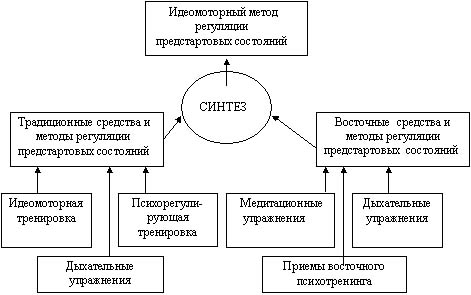 Идеомоторный метод
регуляции
предстартовых состояний
СИНТЕЗ
Традиционные средства и
методы регуляции
предстартовых состояний
Восточные средства и
методы регуляции
предстартовых состояний
Идеомоторная
тренировка
Психорегули-
рующая
тренировка
Медитационные
упражнения
Дыхательные
упражнения
Дыхательные
упражнения
Приемы восточного
психотренинга